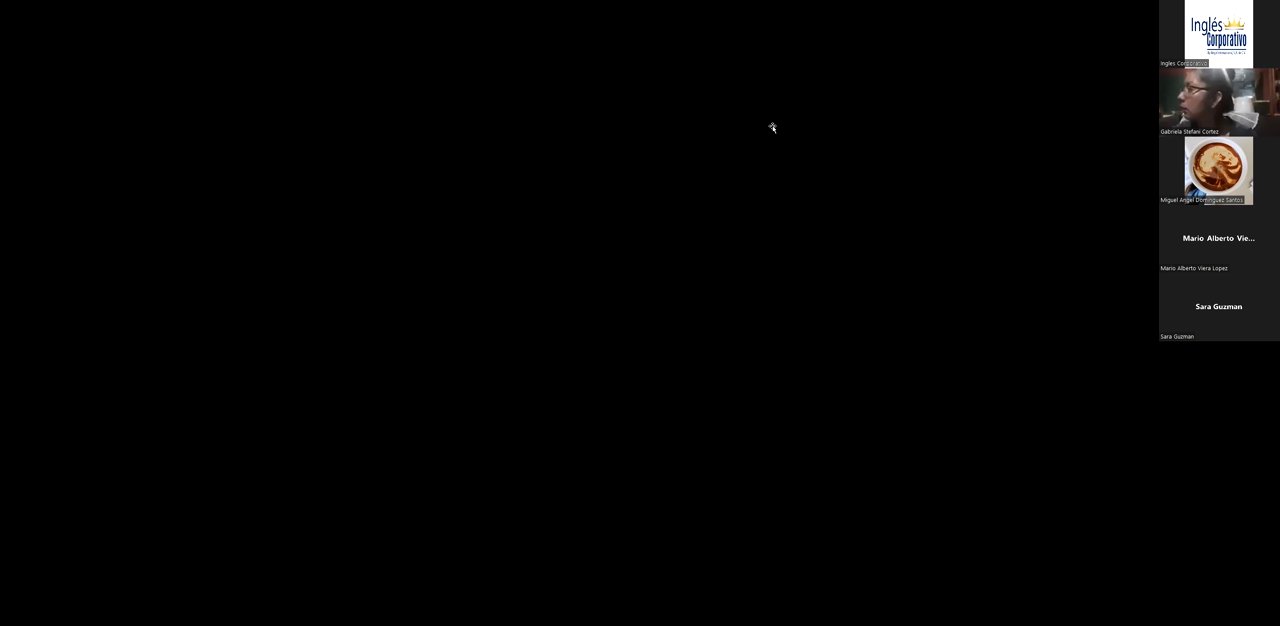 Inglés
Corporativo
Ingles Corporativo
Gabriela Stefani Cortez
Miguel Angel Dominguez Santos
Mario Alberto Vie...
Mario Alberto Viera Lopez
Sara Guzman
Sara Guzman